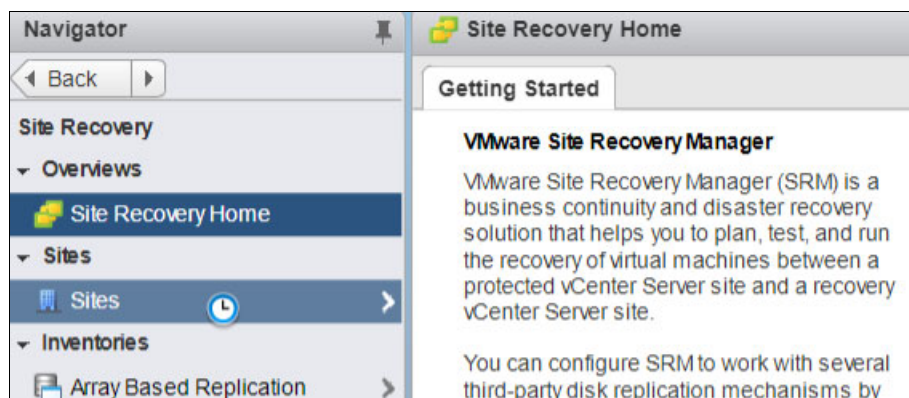 Navigator
Back
Site Recovery
Overviews
Site Recovery Home
Sites
Sites
Inventories
Array Based Replication
Site Recovery Home
Getting Started
VMware Site Recovery Manager
VMware Site Recovery Manager (SRM) is a
business continuity and disaster recovery
solution that helps you to plan, test, and run
the recovery of virtual machines between a
protected vCenter Server site and a recovery
vCenter Server site.
You can configure SRM to work with several
third-party disk replication mechanisms by